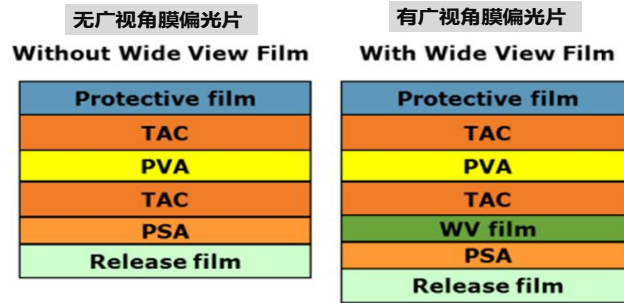 无广视角膜偏光片
Without Wide View Film
Protective film
TAC
PVA
TAC
PSA
Release film
有广视角膜偏光片
With Wide View Film
Protective film
TAC
PVA
TAC
WV film
PSA
Release film